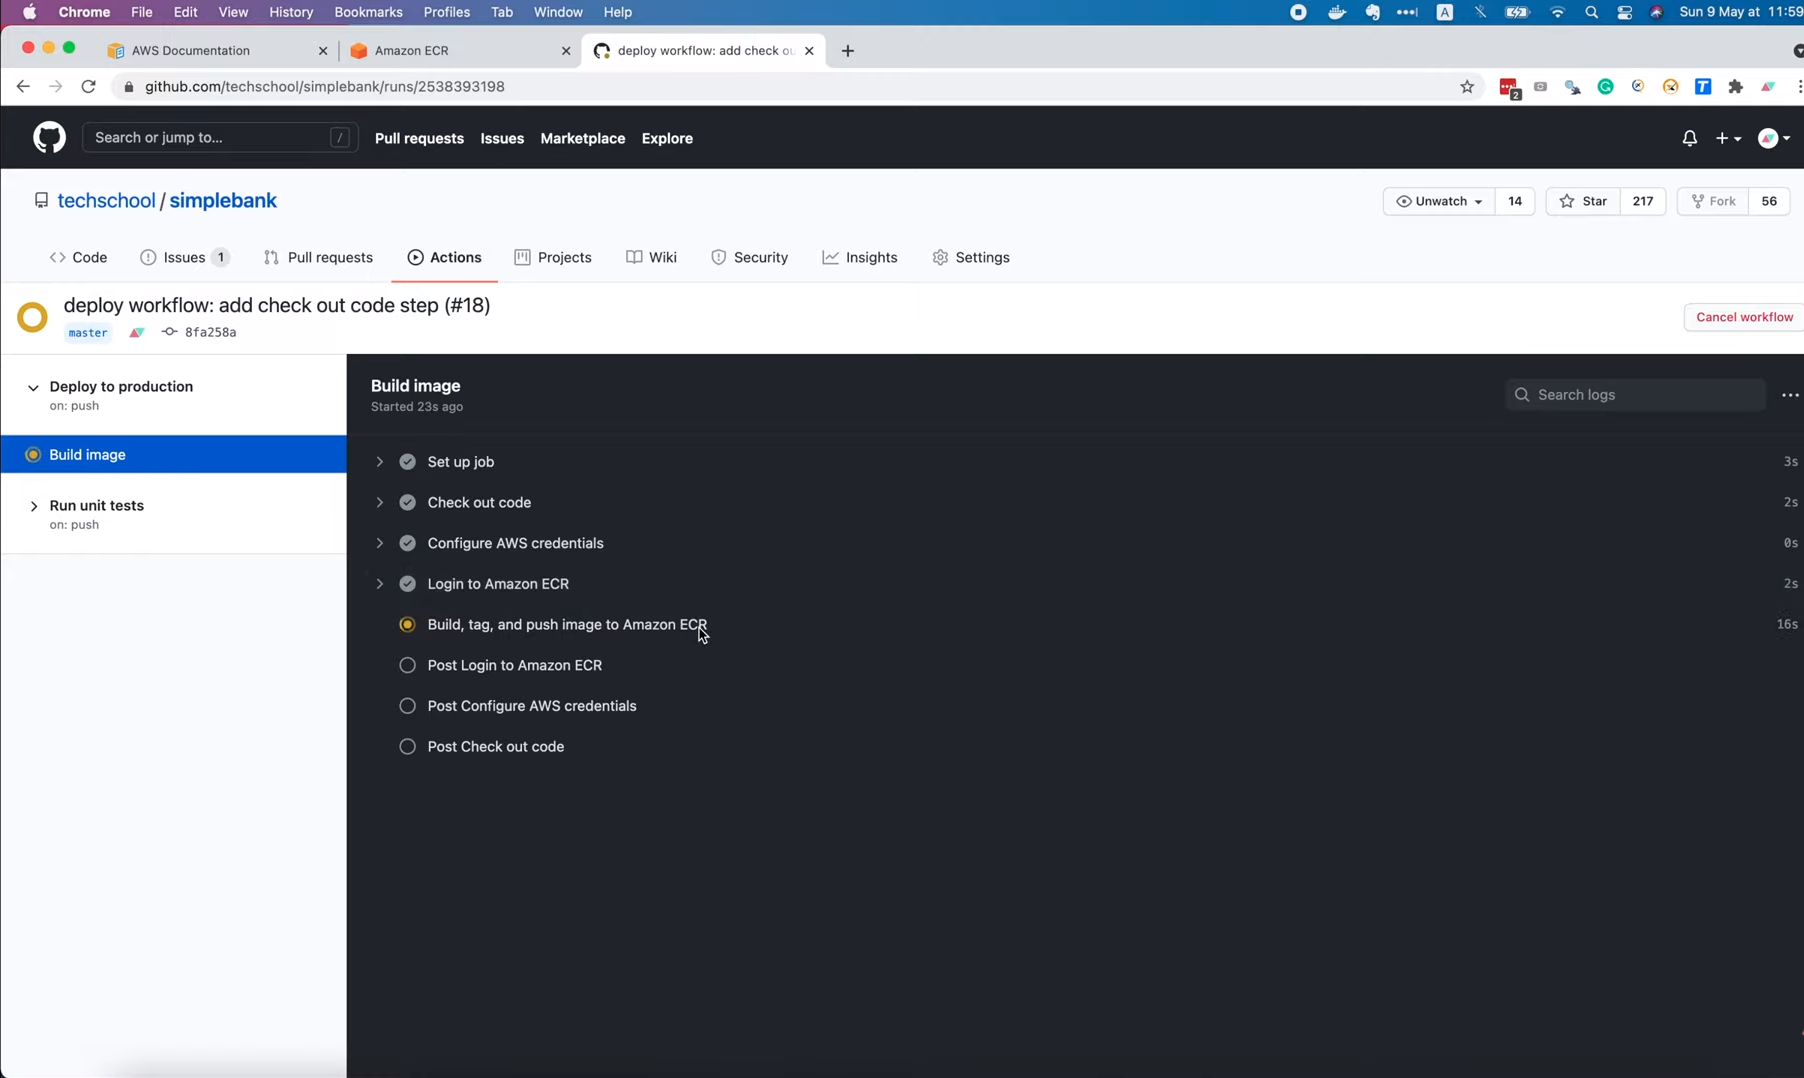 Chrome File Edit View History Bookmarks Profiles Tab Window Help A Sun 9 May at 11:59
AWS Documentation Amazon ECR deploy workflow: add check ou
github.com/techschool/simplebank/runs/2538393198 2 T
Search or jump to... / Pull requests Issues Marketplace Explore
techschool / simplebank Unwatch 14 Star 217 Fork 56
Code Issues 1 Pull requests Actions Projects Wiki Security Insights Settings
deploy workflow: add check out code step (#18)
master 8fa258a
Cancel workflow
Deploy to production
on: push
Build image
Run unit tests
on: push
Build image
Started 23s ago
Search logs
Set up job 3s
Check out code 2s
Configure AWS credentials 0s
Login to Amazon ECR 2s
Build, tag, and push image to Amazon ECR 16s
Post Login to Amazon ECR
Post Configure AWS credentials
Post Check out code